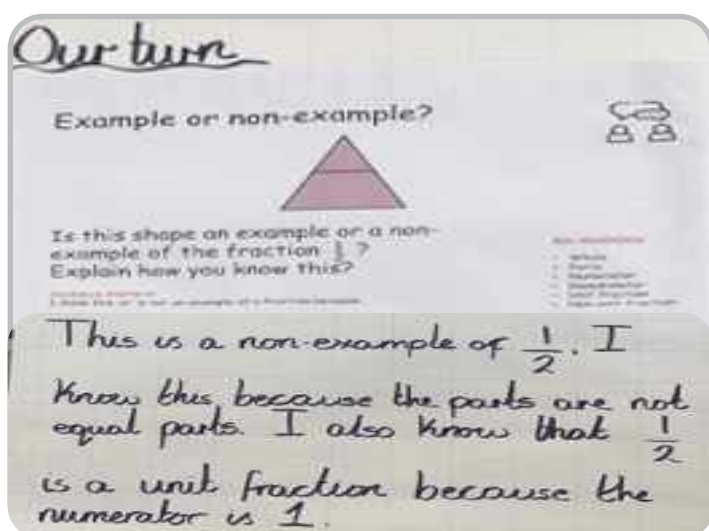 Our turn
Example or non-example?
Is this shape an example or a non-
example of the fraction 1/2 ?
Explain how you know this?
This is a non-example of 1/2. I
know this because the parts are not
equal parts. I also know that 1/2
is a unit fraction because the
numerator is 1.